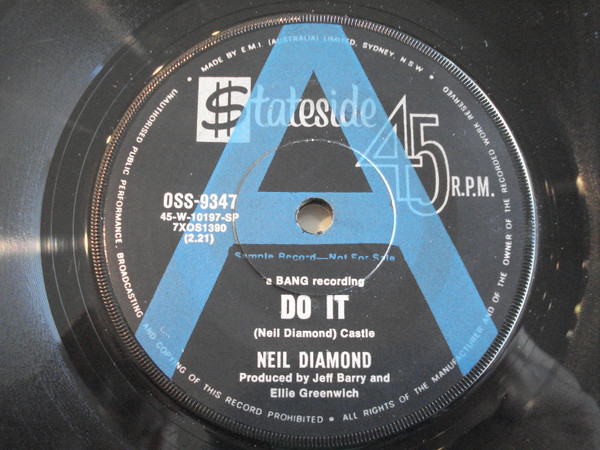 MADE BY E.M.I. (AUSTRALIA) LIMITED, SYDNEY, N.S.W. •
UNAUTHORISED PUBLIC PERFORMANCE, BROADCASTING AND COPYING OF THIS RECORD PROHIBITED • ALL RIGHTS OF THE MANUFACTURER AND OF THE OWNER OF THE RECORDED WORK RESERVED •
$tateside
A
45 R.P.M.
OSS-9347
45-W-10197-SP
7XOS1390
(2.21)
Sample Record—Not For Sale
a BANG recording
DO IT
(Neil Diamond) Castle
NEIL DIAMOND
Produced by Jeff Barry and
Ellie Greenwich